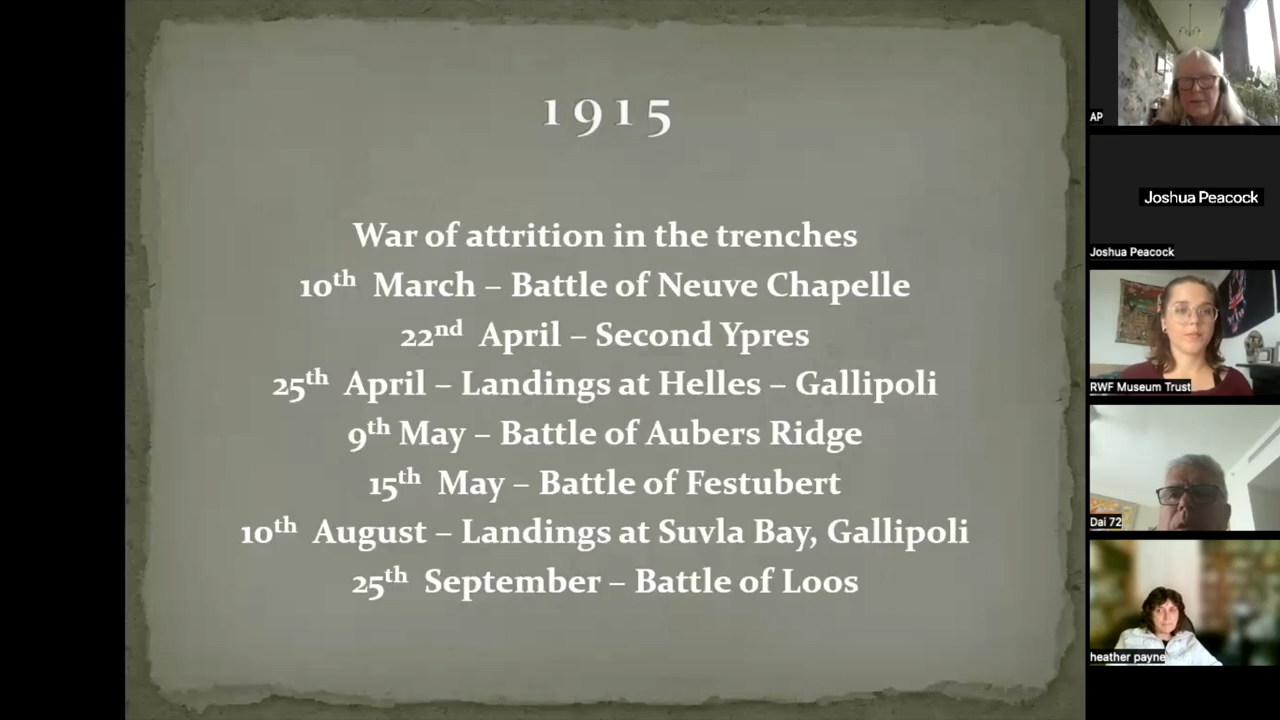 1915
War of attrition in the trenches
10th March – Battle of Neuve Chapelle
22nd April – Second Ypres
25th April – Landings at Helles – Gallipoli
9th May – Battle of Aubers Ridge
15th May – Battle of Festubert
10th August – Landings at Suvla Bay, Gallipoli
25th September – Battle of Loos
AP
Joshua Peacock
Joshua Peacock
RWF Museum Trust
Dai 72
heather payne